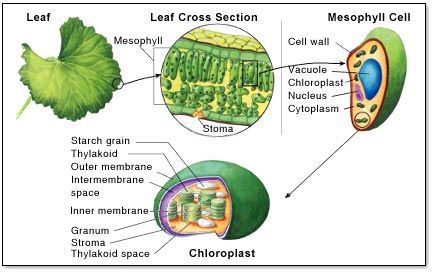 Leaf
Leaf Cross Section
Mesophyll Cell
Mesophyll
Stoma
Cell wall
Vacuole
Chloroplast
Nucleus
Cytoplasm
Starch grain
Thylakoid
Outer membrane
Intermembrane
space
Inner membrane
Granum
Stroma
Thylakoid space
Chloroplast